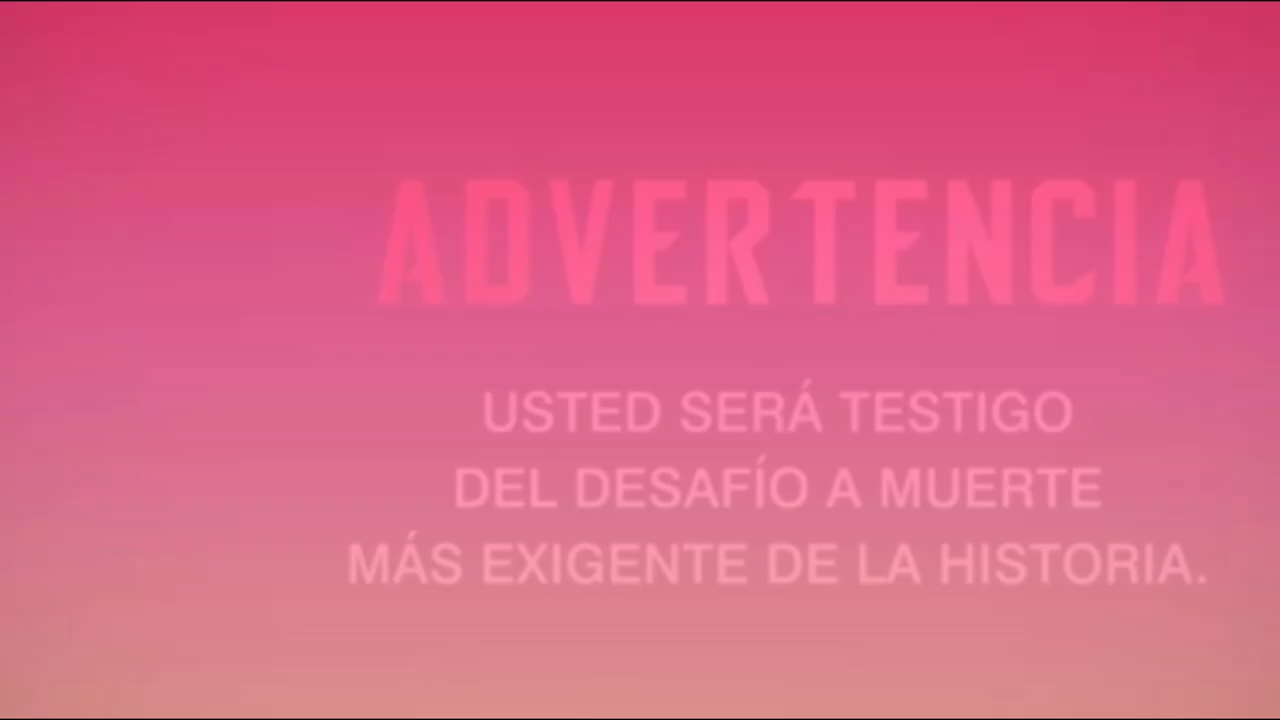 ADVERTENCIA
USTED SERÁ TESTIGO
DEL DESAFÍO A MUERTE
MÁS EXIGENTE DE LA HISTORIA.